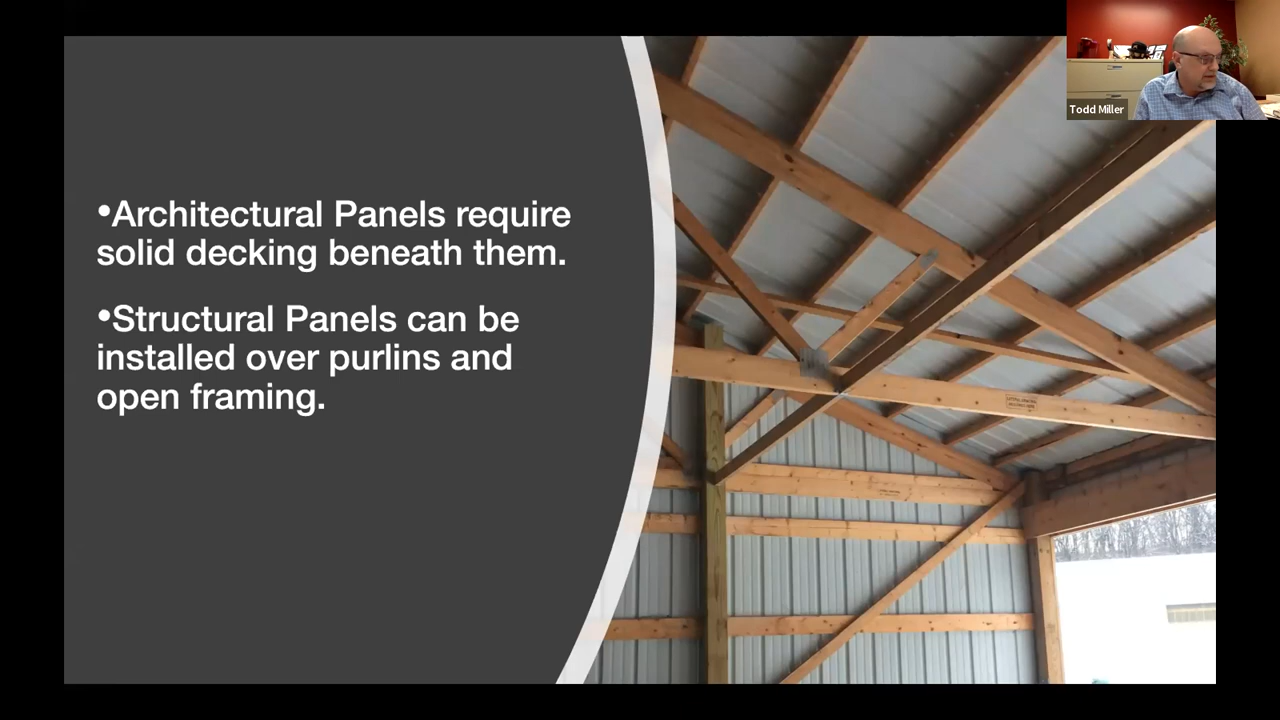 •Architectural Panels require
solid decking beneath them.
•Structural Panels can be
installed over purlins and
open framing.
Todd Miller